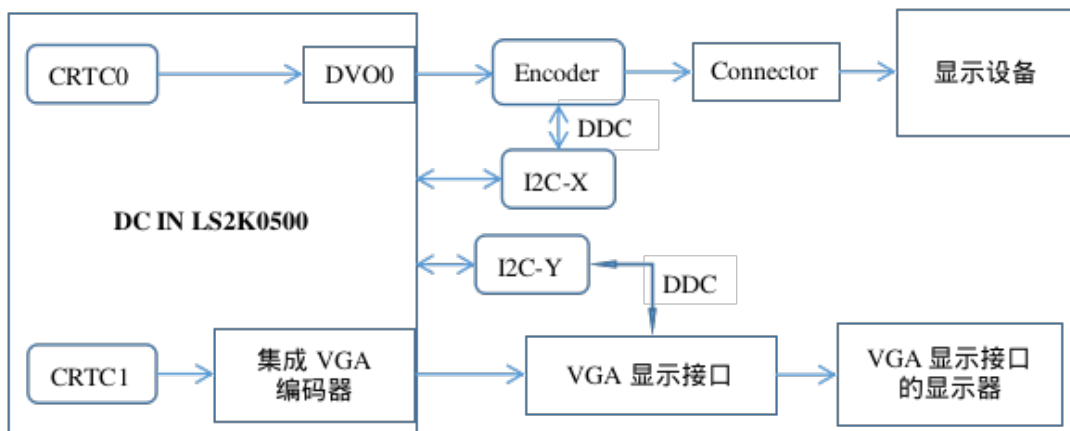 CRTC0
DVO0
Encoder
Connector
显示设备
DDC
I2C-X
DC IN LS2K0500
I2C-Y
DDC
CRTC1
集成 VGA
编码器
VGA 显示接口
VGA 显示接口
的显示器